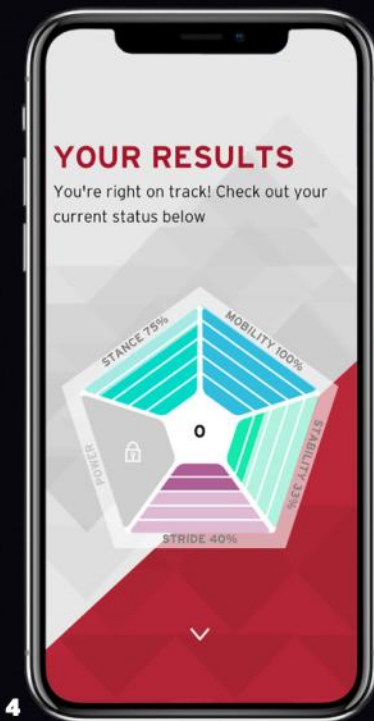 YOUR RESULTS
You're right on track! Check out your
current status below
STANCE 75%
MOBILITY 100%
POWER
0
STABILITY 33%
STRIDE 40%
4